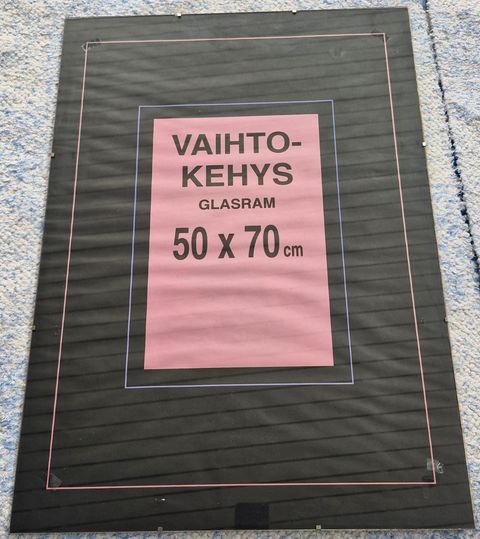 VAIHTO-
KEHYS
GLASRAM
50 x 70 cm